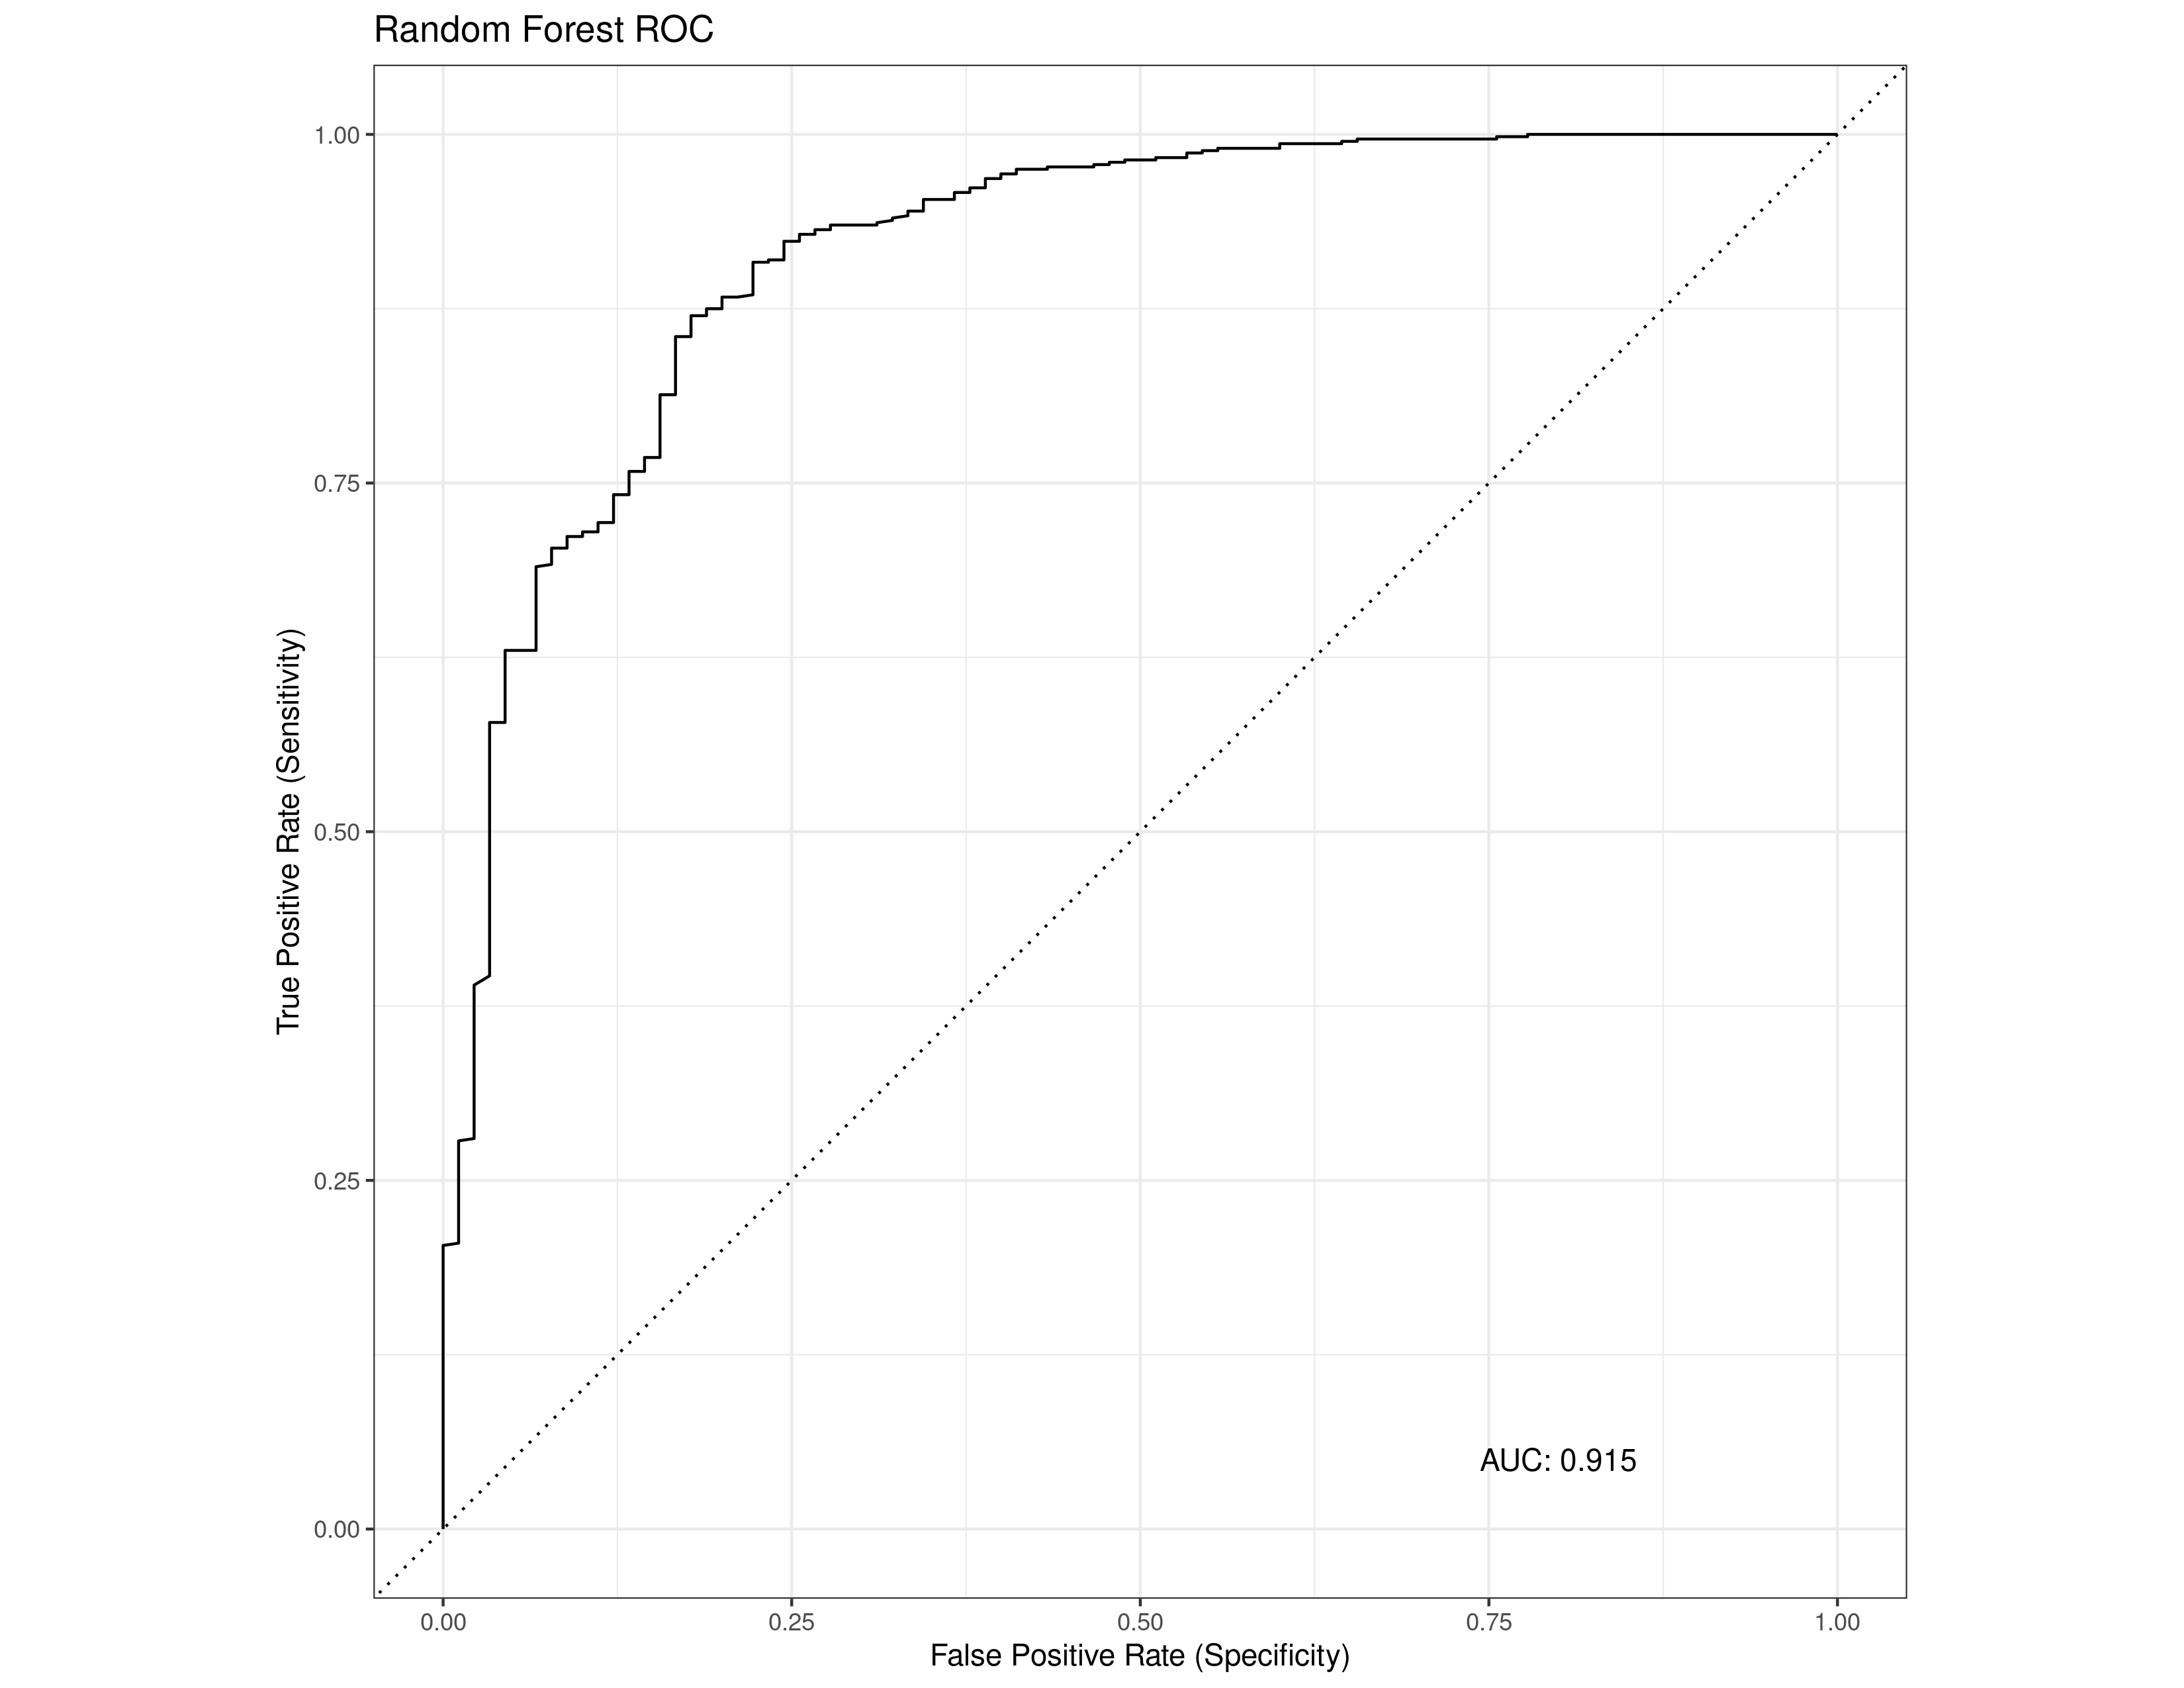 Random Forest ROC
True Positive Rate (Sensitivity)
1.00
0.75
0.50
0.25
0.00
AUC: 0.915
0.00 0.25 0.50 0.75 1.00
False Positive Rate (Specificity)